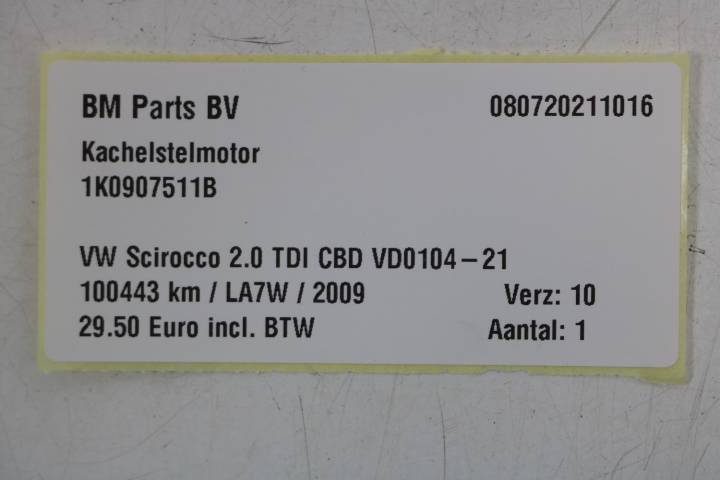 BM Parts BV 080720211016
Kachelstelmotor
1K0907511B
VW Scirocco 2.0 TDI CBD VD0104-21
100443 km / LA7W / 2009 Verz: 10
29.50 Euro incl. BTW Aantal: 1